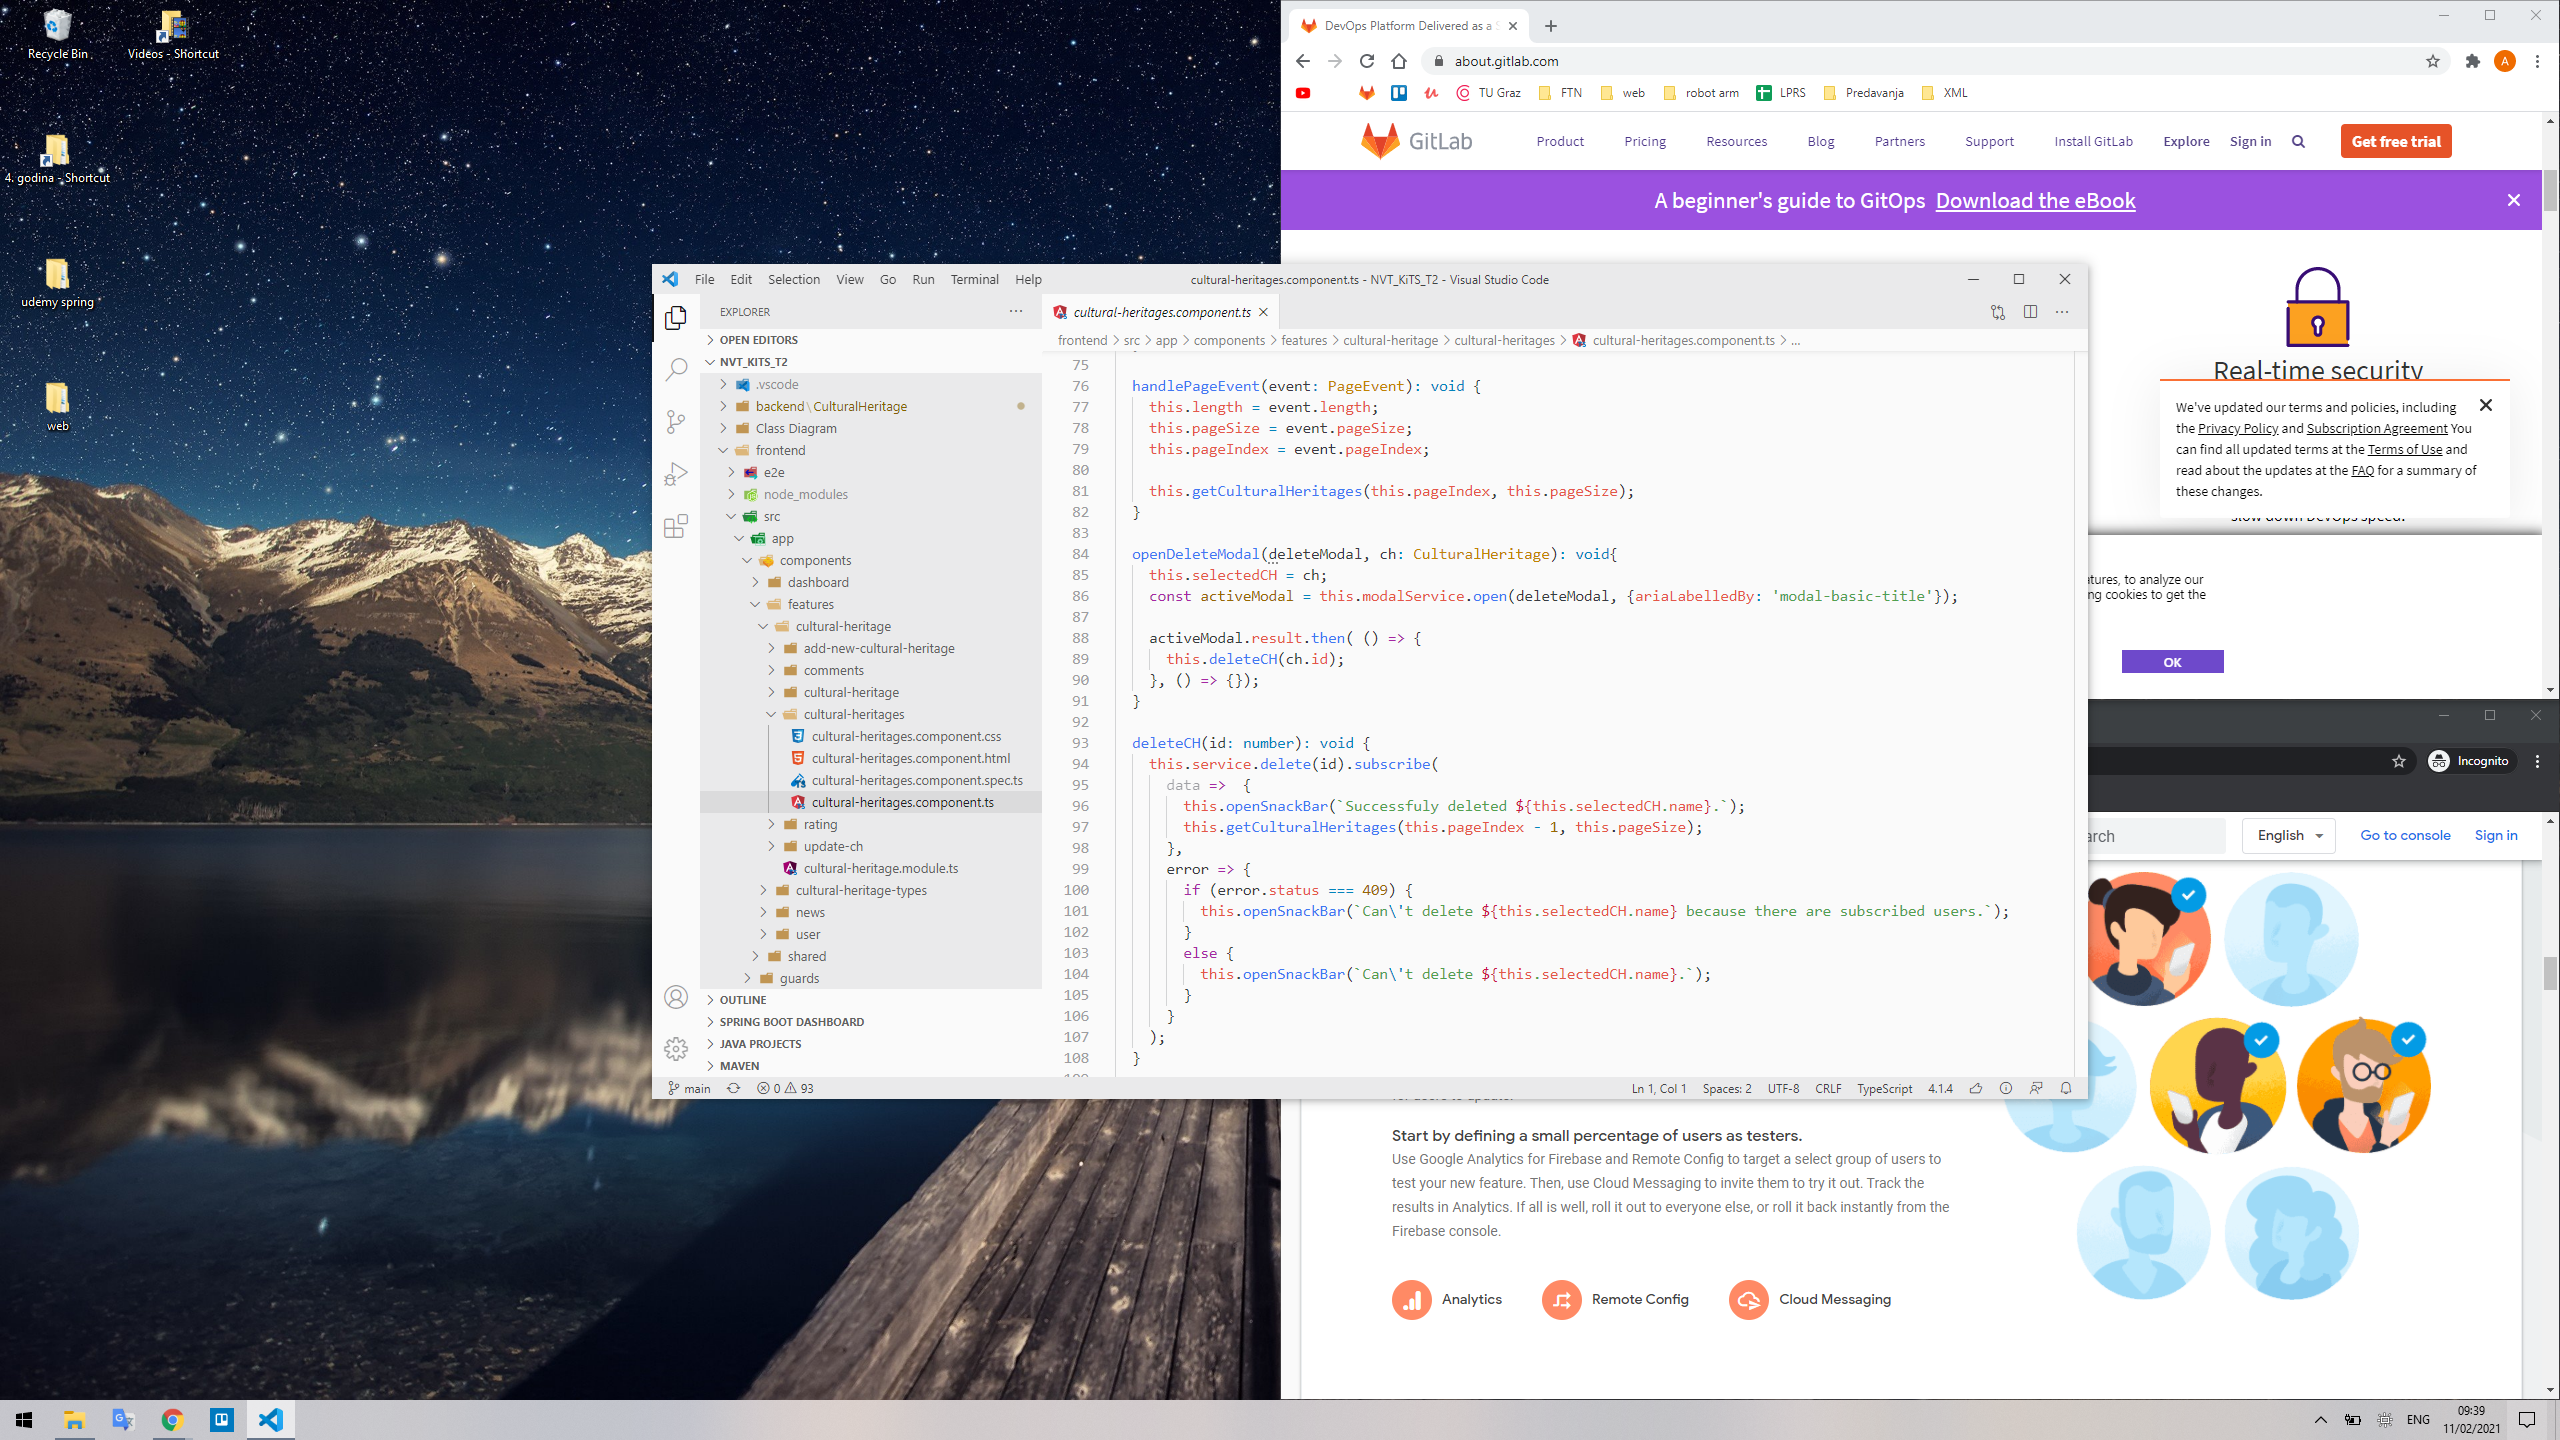 Recycle Bin
Videos - Shortcut
4. godina - Shortcut
udemy spring
web
DevOps Platform Delivered as a S
about.gitlab.com
A
TU Graz
FTN
web
robot arm
LPRS
Predavanja
XML
GitLab
Product
Pricing
Resources
Blog
Partners
Support
Install GitLab
Explore
Sign in
Get free trial
A beginner's guide to GitOps Download the eBook
Real-time security
We've updated our terms and policies, including
the Privacy Policy and Subscription Agreement You
can find all updated terms at the Terms of Use and
read about the updates at the FAQ for a summary of
these changes.
slow down DevOps speed.
atures, to analyze our
ng cookies to get the
OK
File Edit Selection View Go Run Terminal Help
cultural-heritages.component.ts - NVT_KiTS_T2 - Visual Studio Code
EXPLORER
OPEN EDITORS
NVT_KITS_T2
.vscode
backend \ CulturalHeritage
Class Diagram
frontend
e2e
node_modules
src
app
components
dashboard
features
cultural-heritage
add-new-cultural-heritage
comments
cultural-heritage
cultural-heritages
cultural-heritages.component.css
cultural-heritages.component.html
cultural-heritages.component.spec.ts
cultural-heritages.component.ts
rating
update-ch
cultural-heritage.module.ts
cultural-heritage-types
news
user
shared
guards
OUTLINE
SPRING BOOT DASHBOARD
JAVA PROJECTS
MAVEN
cultural-heritages.component.ts
frontend > src > app > components > features > cultural-heritage > cultural-heritages > cultural-heritages.component.ts > ...
75
76 handlePageEvent(event: PageEvent): void {
77 this.length = event.length;
78 this.pageSize = event.pageSize;
79 this.pageIndex = event.pageIndex;
80
81 this.getCulturalHeritages(this.pageIndex, this.pageSize);
82 }
83
84 openDeleteModal(deleteModal, ch: CulturalHeritage): void{
85 this.selectedCH = ch;
86 const activeModal = this.modalService.open(deleteModal, {ariaLabelledBy: 'modal-basic-title'});
87
88 activeModal.result.then( () => {
89 this.deleteCH(ch.id);
90 }, () => {});
91 }
92
93 deleteCH(id: number): void {
94 this.service.delete(id).subscribe(
95 data => {
96 this.openSnackBar(`Successfuly deleted ${this.selectedCH.name}.`);
97 this.getCulturalHeritages(this.pageIndex - 1, this.pageSize);
98 },
99 error => {
100 if (error.status === 409) {
101 this.openSnackBar(`Can\'t delete ${this.selectedCH.name} because there are subscribed users.`);
102 }
103 else {
104 this.openSnackBar(`Can\'t delete ${this.selectedCH.name}.`);
105 }
106 }
107 );
108 }
main
0
93
Ln 1, Col 1
Spaces: 2
UTF-8
CRLF
TypeScript
4.1.4
Incognito
arch
English
Go to console
Sign in
Start by defining a small percentage of users as testers.
Use Google Analytics for Firebase and Remote Config to target a select group of users to
test your new feature. Then, use Cloud Messaging to invite them to try it out. Track the
results in Analytics. If all is well, roll it out to everyone else, or roll it back instantly from the
Firebase console.
Analytics
Remote Config
Cloud Messaging
ENG
09:39
11/02/2021